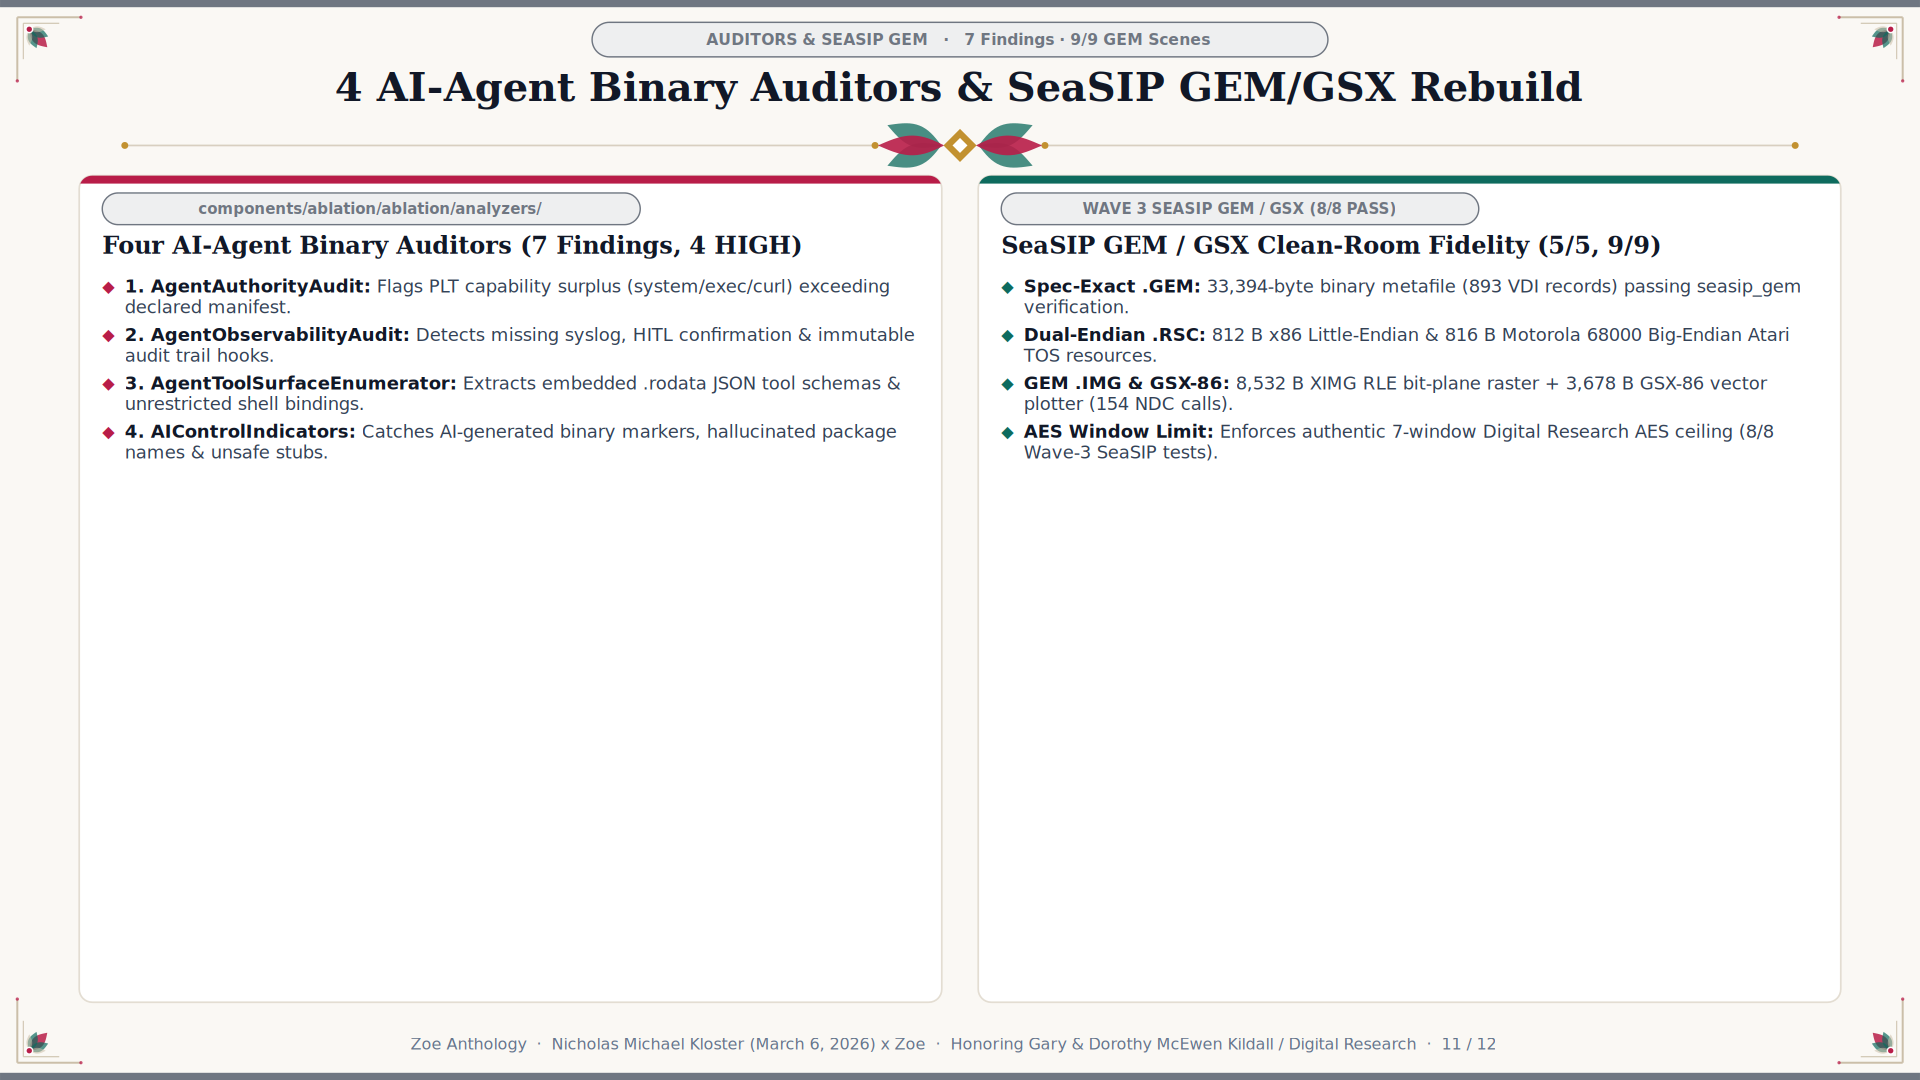 AUDITORS & SEASIP GEM · 7 Findings · 9/9 GEM Scenes
4 AI-Agent Binary Auditors & SeaSIP GEM/GSX Rebuild
components/ablation/ablation/analyzers/
Four AI-Agent Binary Auditors (7 Findings, 4 HIGH)
◆ 1. AgentAuthorityAudit: Flags PLT capability surplus (system/exec/curl) exceeding
declared manifest.
◆ 2. AgentObservabilityAudit: Detects missing syslog, HITL confirmation & immutable
audit trail hooks.
◆ 3. AgentToolSurfaceEnumerator: Extracts embedded .rodata JSON tool schemas &
unrestricted shell bindings.
◆ 4. AIControlIndicators: Catches AI-generated binary markers, hallucinated package
names & unsafe stubs.
WAVE 3 SEASIP GEM / GSX (8/8 PASS)
SeaSIP GEM / GSX Clean-Room Fidelity (5/5, 9/9)
◆ Spec-Exact .GEM: 33,394-byte binary metafile (893 VDI records) passing seasip_gem
verification.
◆ Dual-Endian .RSC: 812 B x86 Little-Endian & 816 B Motorola 68000 Big-Endian Atari
TOS resources.
◆ GEM .IMG & GSX-86: 8,532 B XIMG RLE bit-plane raster + 3,678 B GSX-86 vector
plotter (154 NDC calls).
◆ AES Window Limit: Enforces authentic 7-window Digital Research AES ceiling (8/8
Wave-3 SeaSIP tests).
Zoe Anthology · Nicholas Michael Kloster (March 6, 2026) x Zoe · Honoring Gary & Dorothy McEwen Kildall / Digital Research · 11 / 12